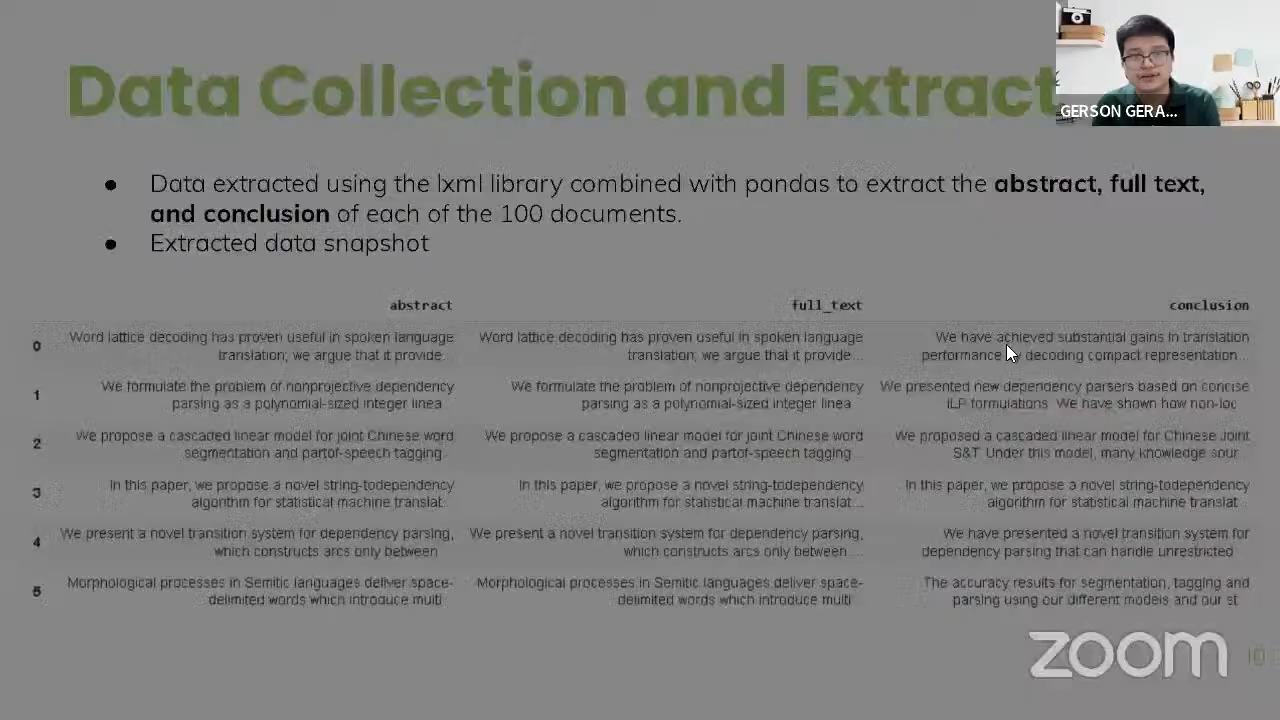 Data Collection and Extract
GERSON GERA...
● Data extracted using the lxml library combined with pandas to extract the abstract, full text,
and conclusion of each of the 100 documents.
● Extracted data snapshot
abstract full_text conclusion
0 Word lattice decoding has proven useful in spoken language Word lattice decoding has proven useful in spoken language We have achieved substantial gains in translation
translation; we argue that it provide... translation; we argue that it provide... performance decoding compact representation...
1 We formulate the problem of nonprojective dependency We formulate the problem of nonprojective dependency We presented new dependency parsers based on concise
parsing as a polynomial-sized integer linea parsing as a polynomial-sized integer linea ILP formulations. We have shown how non-loc
2 We propose a cascaded linear model for joint Chinese word We propose a cascaded linear model for joint Chinese word We proposed a cascaded linear model for Chinese Joint
segmentation and partof-speech tagging. segmentation and partof-speech tagging S&T. Under this model, many knowledge sour
3 In this paper, we propose a novel string-todependency In this paper, we propose a novel string-todependency In this paper, we propose a novel string-todependency
algorithm for statistical machine translat.. algorithm for statistical machine translat... algorithm for statistical machine translat..
4 We present a novel transition system for dependency parsing, We present a novel transition system for dependency parsing, We have presented a novel transition system for
which constructs arcs only between which constructs arcs only between.... dependency parsing that can handle unrestricted
5 Morphological processes in Semitic languages deliver space- Morphological processes in Semitic languages deliver space- The accuracy results for segmentation, tagging and
delimited words which introduce multi delimited words which introduce multi parsing using our different models and our st
zoom
10